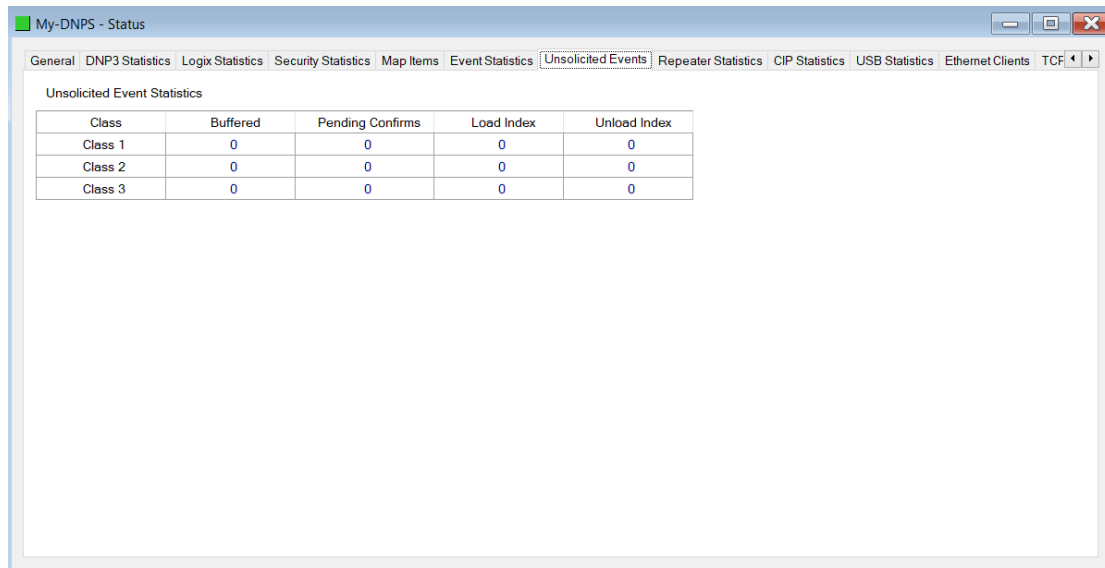 My-DNPS - Status
General DNP3 Statistics Logix Statistics Security Statistics Map Items Event Statistics Unsolicited Events Repeater Statistics CIP Statistics USB Statistics Ethernet Clients TCP
Unsolicited Event Statistics
Class Buffered Pending Confirms Load Index Unload Index
Class 1 0 0 0 0
Class 2 0 0 0 0
Class 3 0 0 0 0